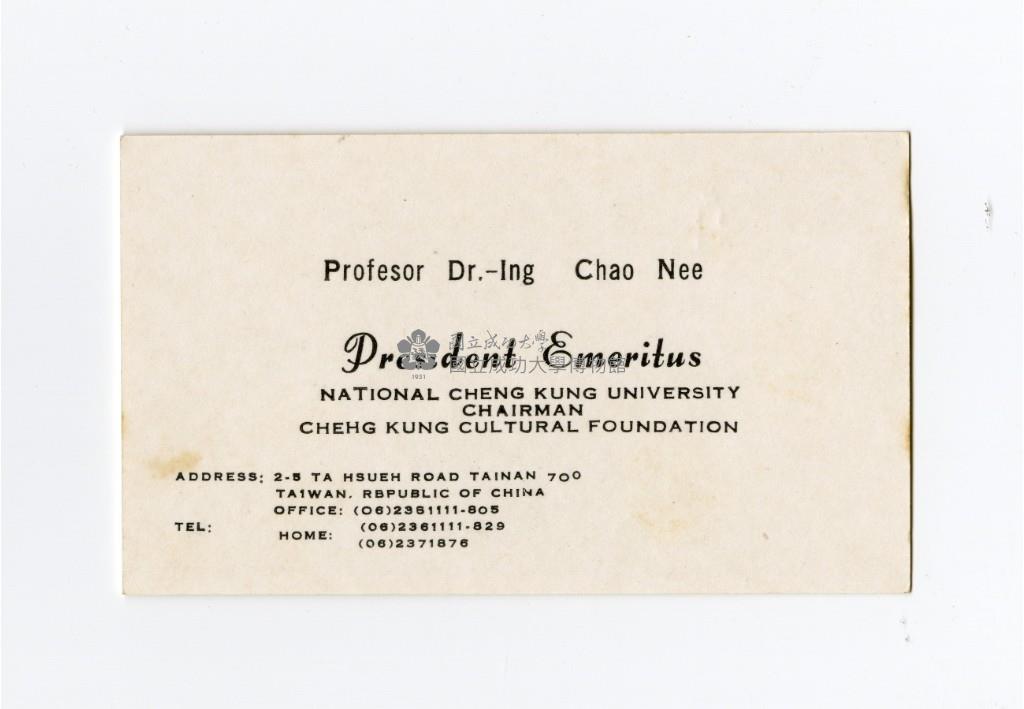 Profesor Dr.-Ing Chao Nee
President Emeritus
國立成功大學
國立成功大學博物館
1931
NATIONAL CHENG KUNG UNIVERSITY
CHAIRMAN
CHEHG KUNG CULTURAL FOUNDATION
ADDRESS: 2-5 TA HSUEH ROAD TAINAN 700
TAIWAN. RBPUBLIC OF CHINA
OFFICE: (06)2361111-805
TEL: (06)2361111-829
HOME: (06)2371876